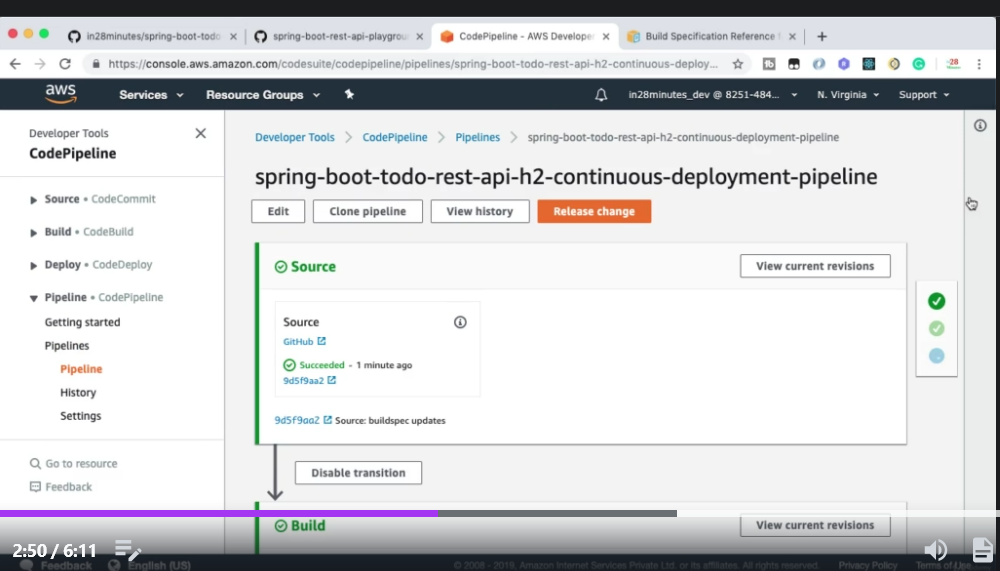 in28minutes/spring-boot-todo
spring-boot-rest-api-playgrou
CodePipeline - AWS Developer
Build Specification Reference
https://console.aws.amazon.com/codesuite/codepipeline/pipelines/spring-boot-todo-rest-api-h2-continuous-deploy...
aws
Services
Resource Groups
in28minutes_dev @ 8251-484...
N. Virginia
Support
Developer Tools
CodePipeline
Source • CodeCommit
Build • CodeBuild
Deploy • CodeDeploy
Pipeline • CodePipeline
Getting started
Pipelines
Pipeline
History
Settings
Go to resource
Feedback
Developer Tools
CodePipeline
Pipelines
spring-boot-todo-rest-api-h2-continuous-deployment-pipeline
spring-boot-todo-rest-api-h2-continuous-deployment-pipeline
Edit
Clone pipeline
View history
Release change
Source
View current revisions
Source
GitHub
Succeeded - 1 minute ago
9d5f9aa2
9d5f9aa2 Source: buildspec updates
Disable transition
Build
View current revisions
2:50 / 6:11
Feedback
English (US)
© 2008 - 2019, Amazon Internet Services Private Ltd. or its affiliates. All rights reserved.
Privacy Policy
Terms of Use